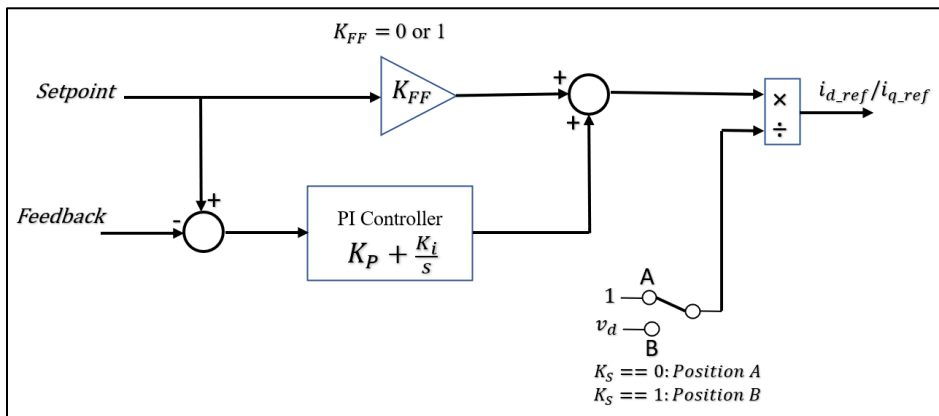 K_FF = 0 or 1
Setpoint
K_FF
+
+
×
÷
i_d_ref/i_q_ref
Feedback
-
+
PI Controller
K_P + K_i/s
1
A
v_d
B
K_S == 0: Position A
K_S == 1: Position B